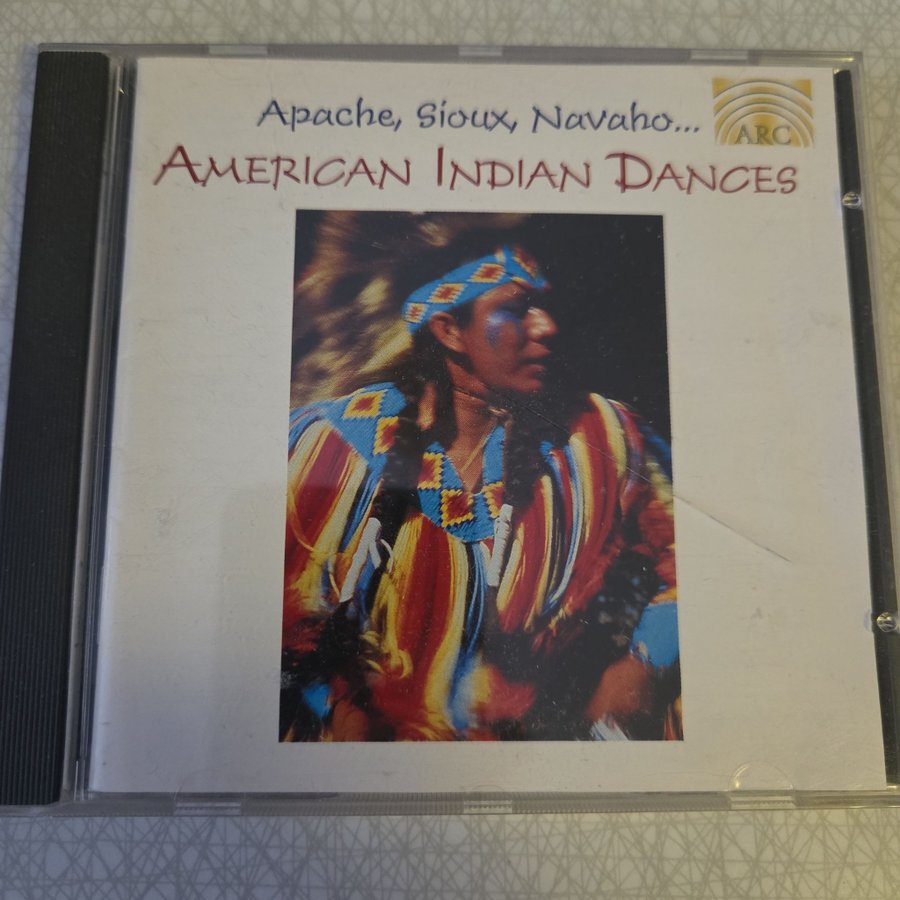 Apache, Sioux, Navaho...
ARC
AMERICAN INDIAN DANCES